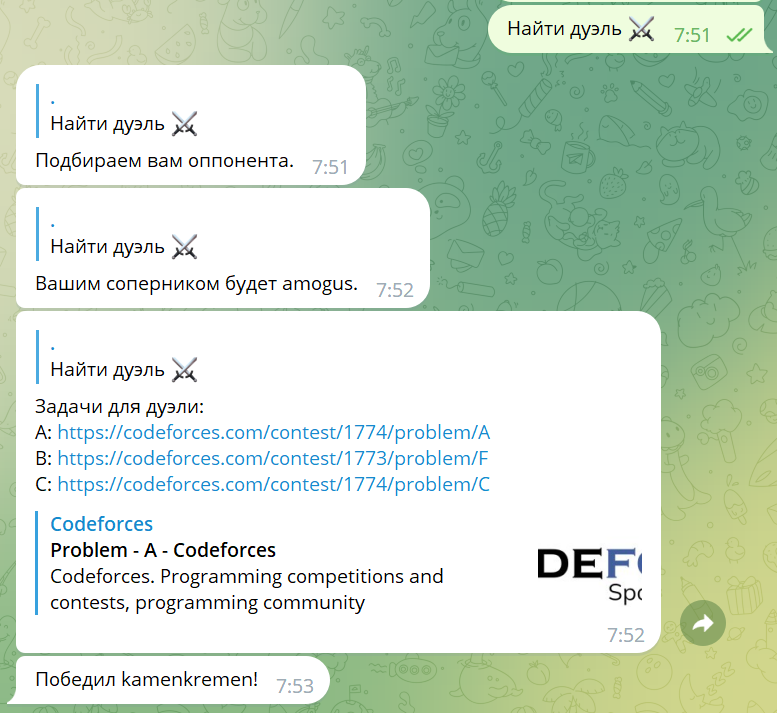 Найти дуэль ⚔ 7:51
.
Найти дуэль ⚔
Подбираем вам оппонента. 7:51
.
Найти дуэль ⚔
Вашим соперником будет amogus. 7:52
.
Найти дуэль ⚔
Задачи для дуэли:
A: https://codeforces.com/contest/1774/problem/A
B: https://codeforces.com/contest/1773/problem/F
C: https://codeforces.com/contest/1774/problem/C
Codeforces
Problem - A - Codeforces
Codeforces. Programming competitions and
contests, programming community
DEF
Spo
7:52
Победил kamenkremen! 7:53